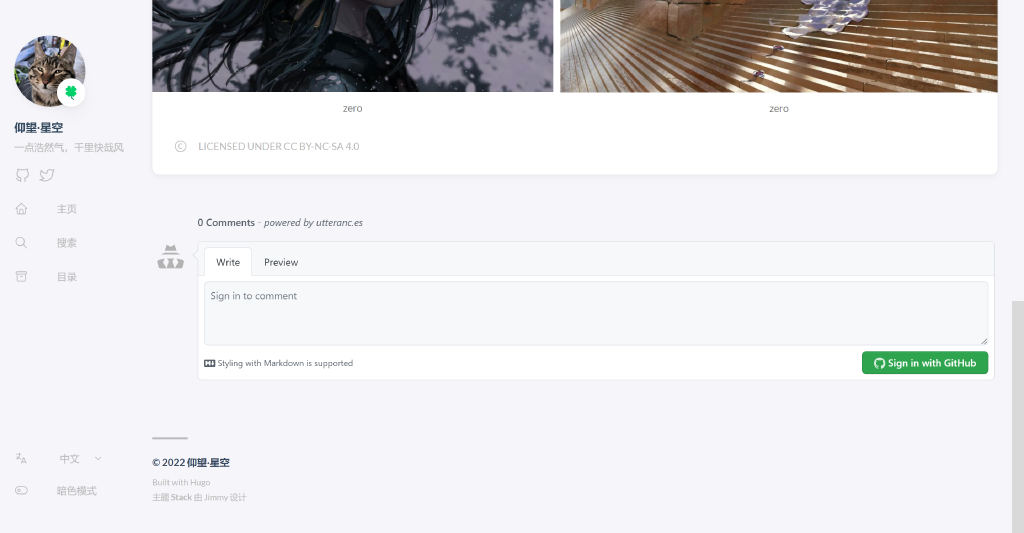 仰望·星空
一点浩然气，千里快哉风
主页
搜索
目录
中文
暗色模式
zero
zero
LICENSED UNDER CC BY-NC-SA 4.0
0 Comments - powered by utteranc.es
Write
Preview
Sign in to comment
Styling with Markdown is supported
Sign in with GitHub
© 2022 仰望·星空
Built with Hugo
主题 Stack 由 Jimmy 设计